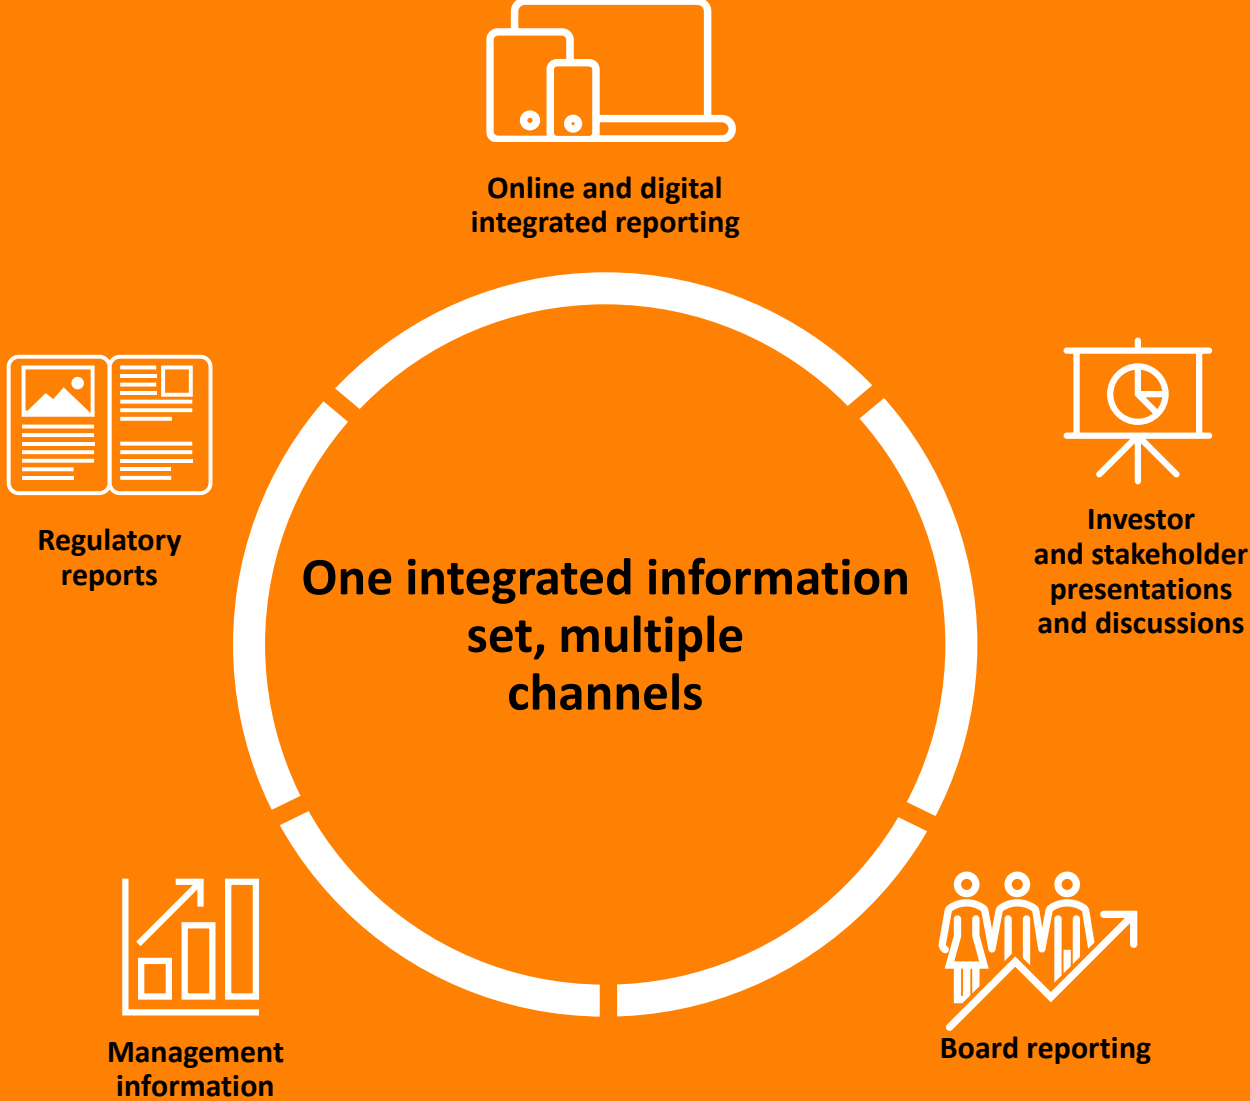 Online and digital
integrated reporting
Regulatory
reports
Investor
and stakeholder
presentations
and discussions
One integrated information
set, multiple
channels
Management
information
Board reporting